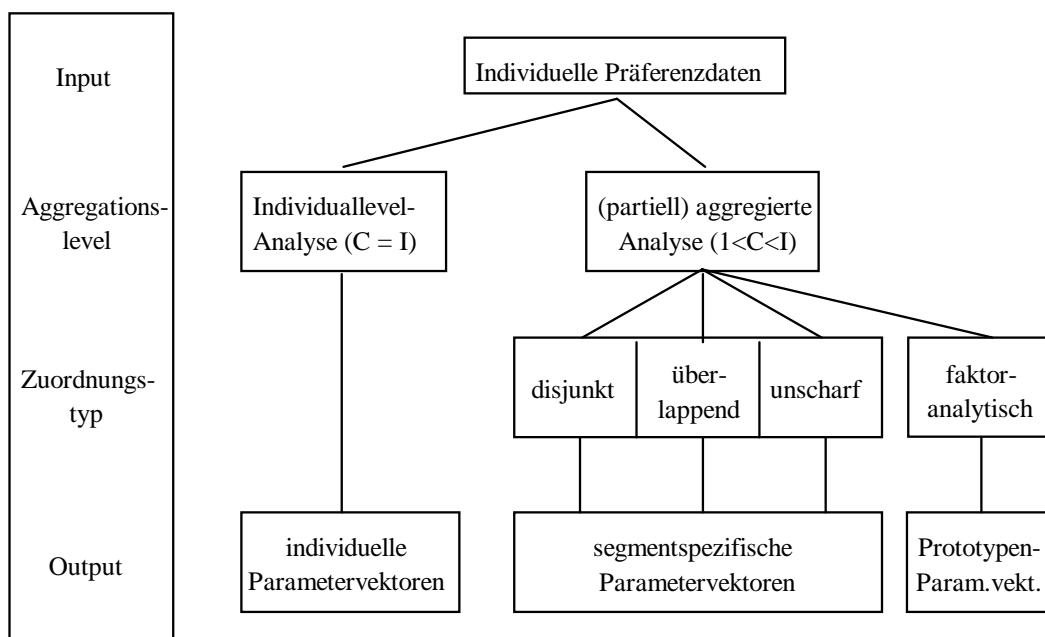 Input
Individuelle Präferenzdaten
Aggregations-
level
Individuallevel-
Analyse (C = I)
(partiell) aggregierte
Analyse (1<C<I)
Zuordnungs-
typ
disjunkt
über-
lappend
unscharf
faktor-
analytisch
Output
individuelle
Parametervektoren
segmentspezifische
Parametervektoren
Prototypen-
Param.vekt.